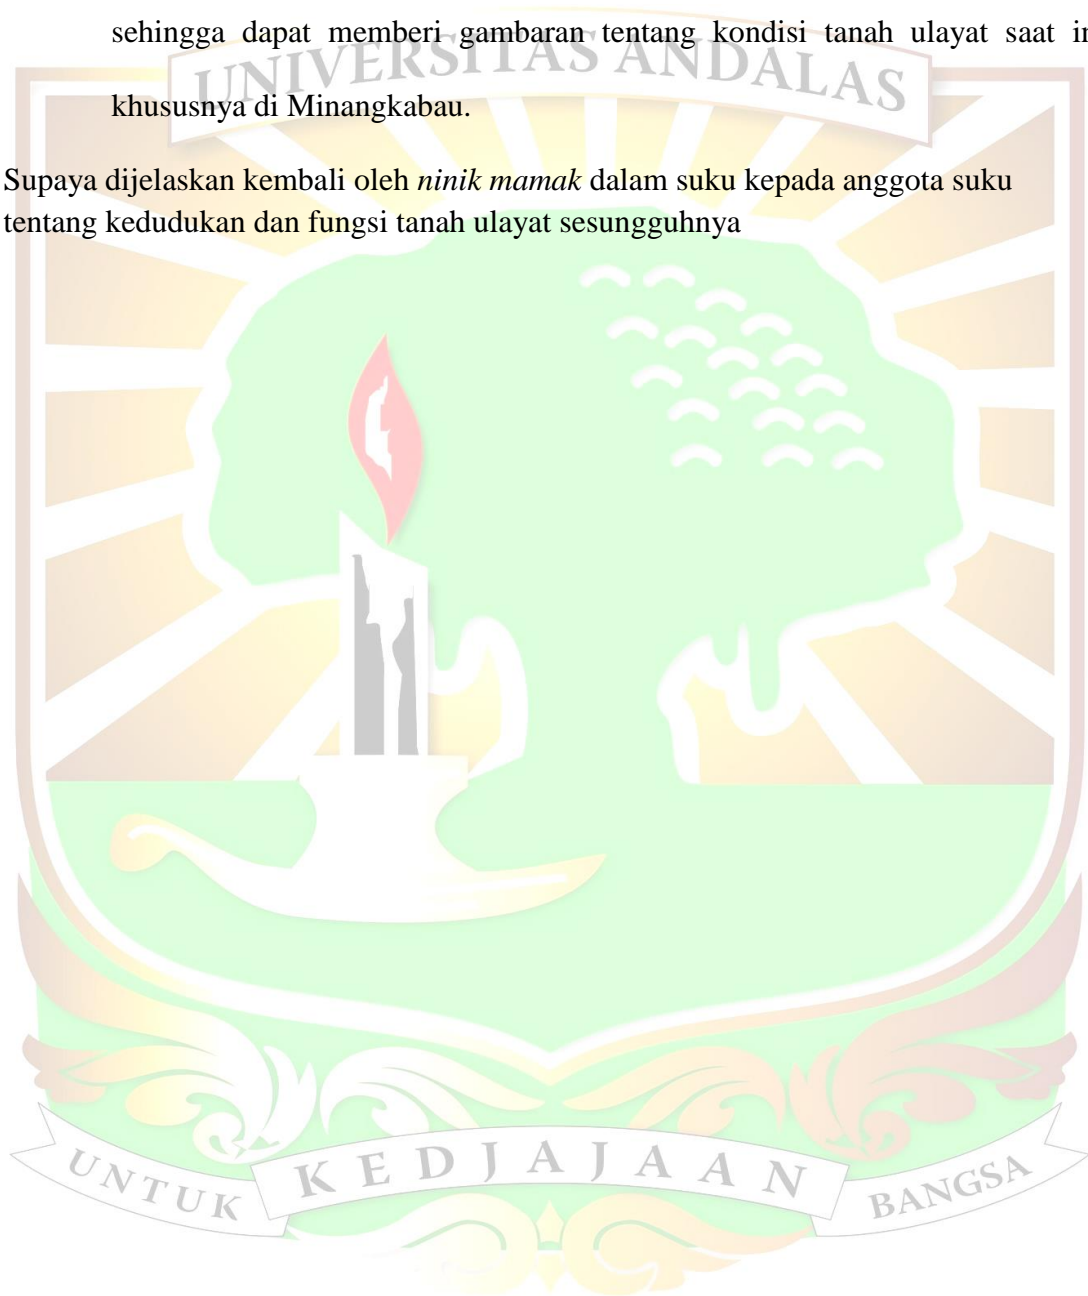 sehingga dapat memberi gambaran tentang kondisi tanah ulayat saat
UNIVERSITAS ANDALAS
khususnya di Minangkabau.
Supaya dijelaskan kembali oleh ninik mamak dalam suku kepada anggota suku
tentang kedudukan dan fungsi tanah ulayat sesungguhnya
UNTUK KEDJAJAAN BANGSA